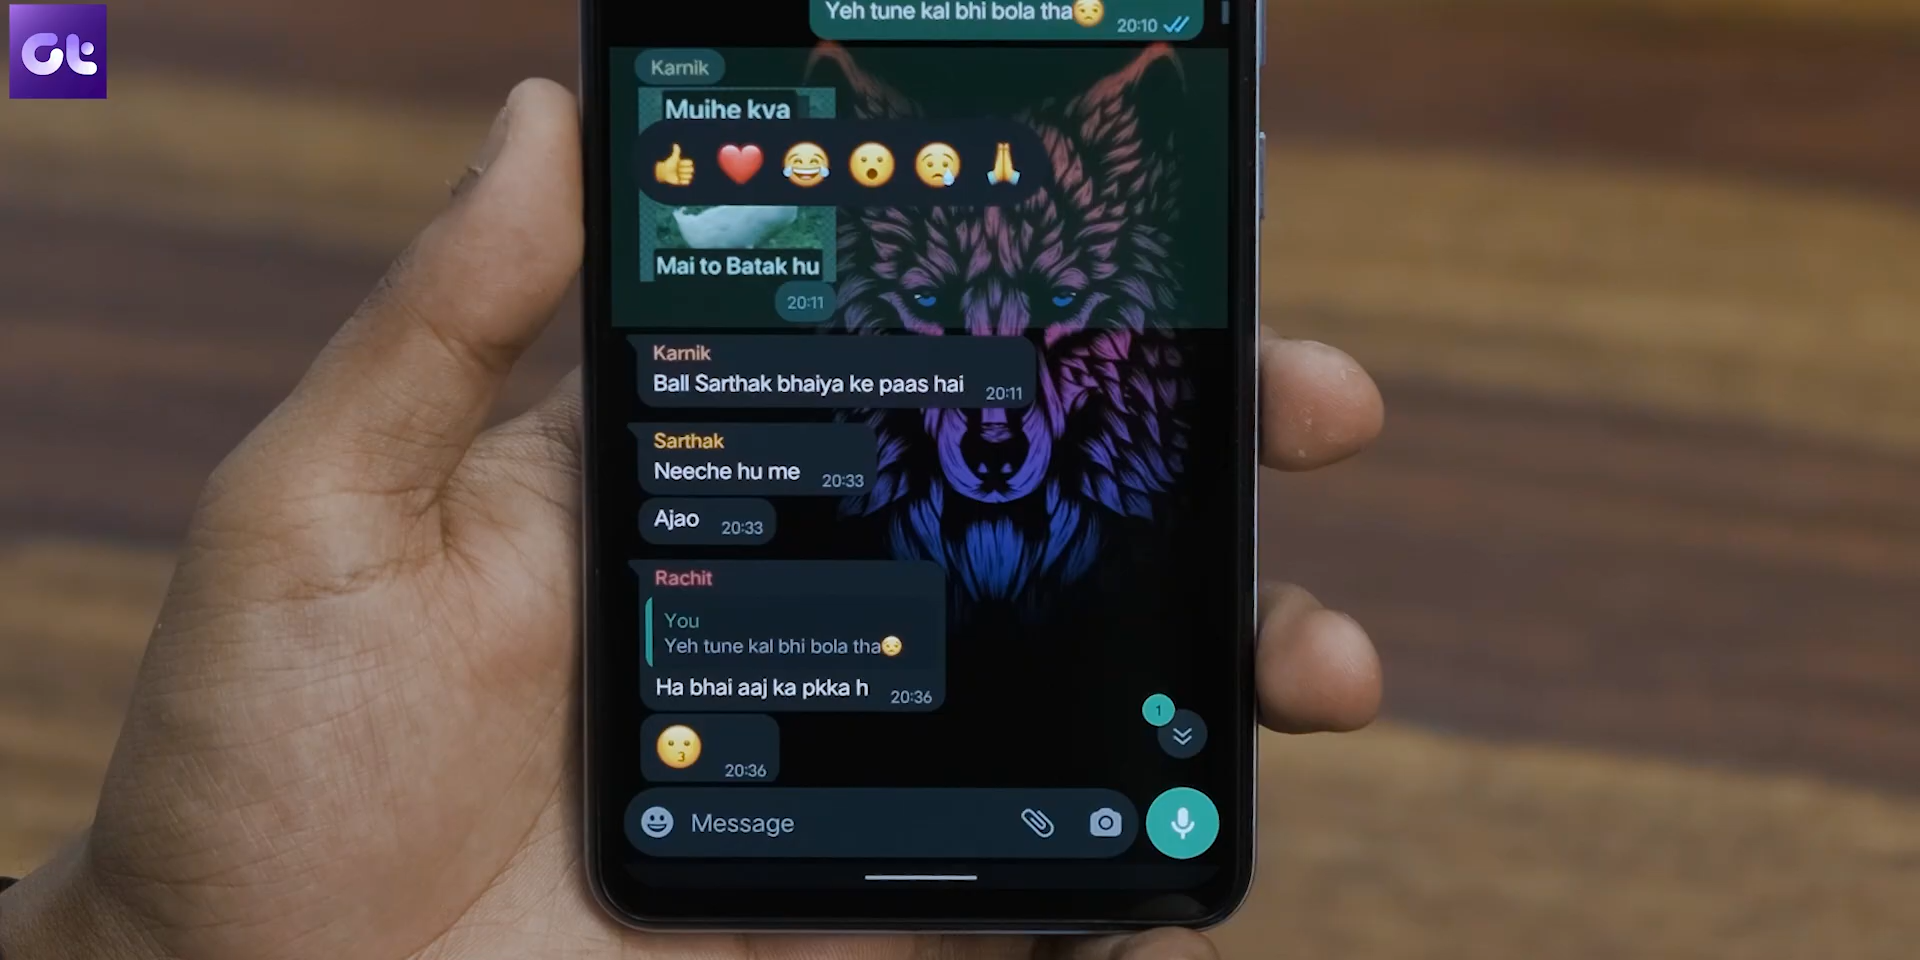 Gt
Yeh tune kal bhi bola tha😒
20:10
Karnik
Mujhe kya
Mai to Batak hu
20:11
Karnik
Ball Sarthak bhaiya ke paas hai 20:11
Sarthak
Neeche hu me 20:33
Ajao 20:33
Rachit
You
Yeh tune kal bhi bola tha😒
Ha bhai aaj ka pkka h 20:36
😗 20:36
1
Message